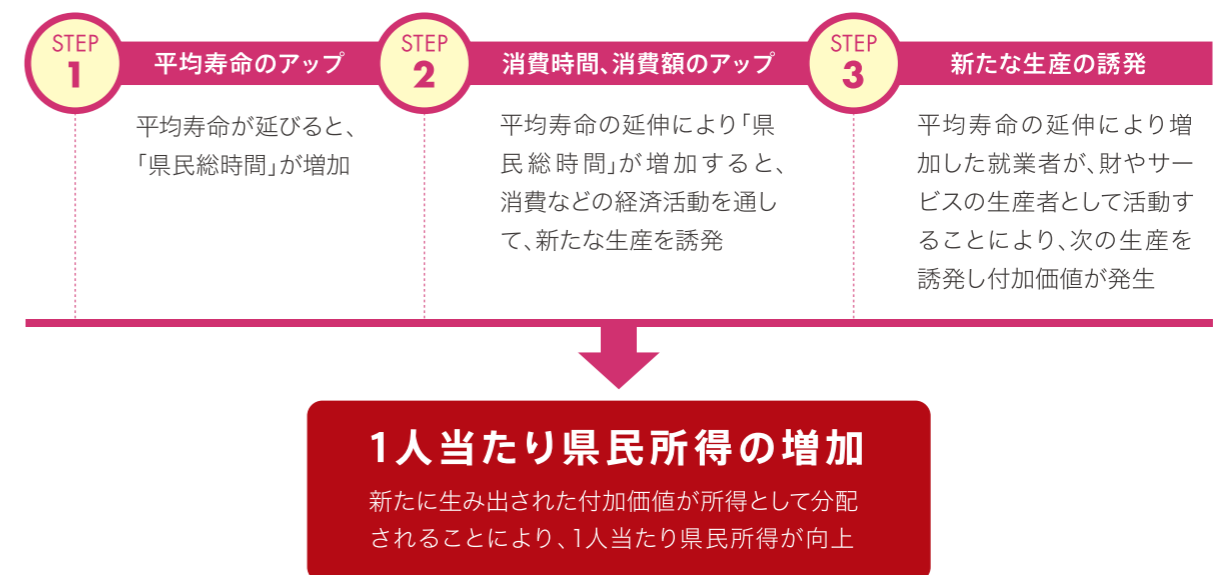 STEP
1
平均寿命のアップ
平均寿命が延びると、
「県民総時間」が増加
STEP
2
消費時間、消費額のアップ
平均寿命の延伸により「県
民総時間」が増加すると、
消費などの経済活動を通し
て、新たな生産を誘発
STEP
3
新たな生産の誘発
平均寿命の延伸により増
加した就業者が、財やサー
ビスの生産者として活動す
ることにより、次の生産を
誘発し付加価値が発生
1人当たり県民所得の増加
新たに生み出された付加価値が所得として分配
されることにより、1人当たり県民所得が向上